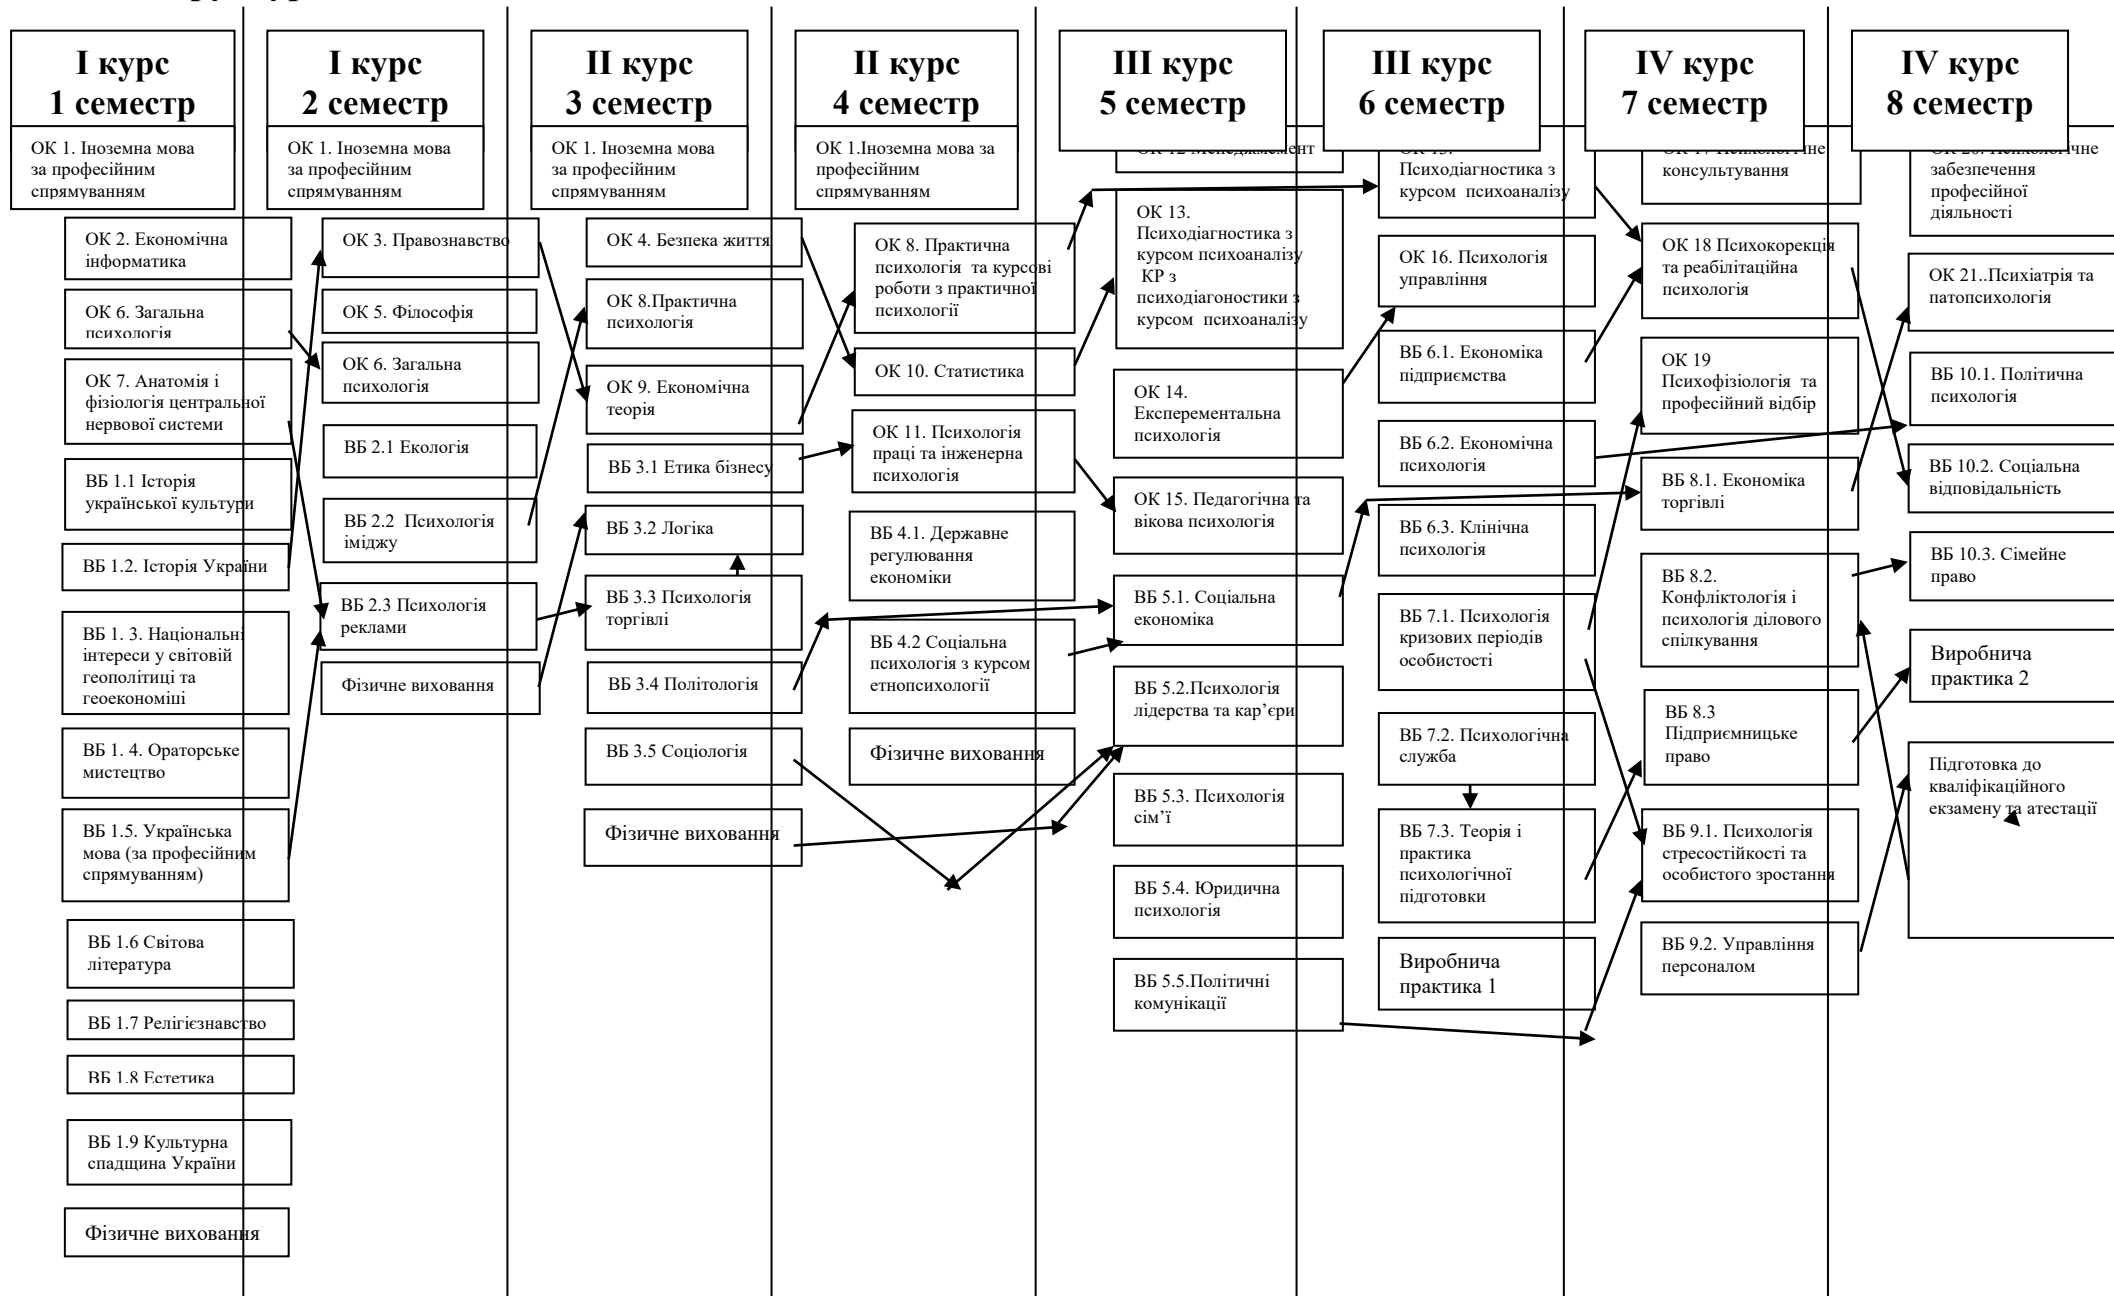 І курс
1 семестр
ОК 1. Іноземна мова
за професійним
спрямуванням
ОК 2. Економічна
інформатика
ОК 6. Загальна
психологія
ОК 7. Анатомія і
фізіологія центральної
нервової системи
ВБ 1.1 Історія
української культури
ВБ 1.2. Історія України
ВБ 1. 3. Національні
інтереси у світовій
геополітиці та
геоекономіці
ВБ 1. 4. Ораторське
мистецтво
ВБ 1.5. Українська
мова (за професійним
спрямуванням)
ВБ 1.6 Світова
література
ВБ 1.7 Релігієзнавство
ВБ 1.8 Естетика
ВБ 1.9 Культурна
спадщина України
Фізичне виховання
І курс
2 семестр
ОК 1. Іноземна мова
за професійним
спрямуванням
ОК 3. Правознавство
ОК 5. Філософія
ОК 6. Загальна
психологія
ВБ 2.1 Екологія
ВБ 2.2 Психологія
іміджу
ВБ 2.3 Психологія
реклами
Фізичне виховання
ІІ курс
3 семестр
ОК 1. Іноземна мова
за професійним
спрямуванням
ОК 4. Безпека життя
ОК 8.Практична
психологія
ОК 9. Економічна
теорія
ВБ 3.1 Етика бізнесу
ВБ 3.2 Логіка
ВБ 3.3 Психологія
торгівлі
ВБ 3.4 Політологія
ВБ 3.5 Соціологія
Фізичне виховання
ІІ курс
4 семестр
ОК 1.Іноземна мова за
професійним
спрямуванням
ОК 8. Практична
психологія та курсові
роботи з практичної
психології
ОК 10. Статистика
ОК 11. Психологія
праці та інженерна
психологія
ВБ 4.1. Державне
регулювання
економіки
ВБ 4.2 Соціальна
психологія з курсом
етнопсихології
Фізичне виховання
ІІІ курс
5 семестр
ОК 12 Менеджмемент
ОК 13.
Психодіагностика з
курсом психоаналізу
КР з
психодіагоностики з
курсом психоаналізу
ОК 14.
Експерементальна
психологія
ОК 15. Педагогічна та
вікова психологія
ВБ 5.1. Соціальна
економіка
ВБ 5.2.Психологія
лідерства та кар’єри
ВБ 5.3. Психологія
сім’ї
ВБ 5.4. Юридична
психологія
ВБ 5.5.Політичні
комунікації
ІІІ курс
6 семестр
ОК 13.
Психодіагностика з
курсом психоаналізу
ОК 16. Психологія
управління
ВБ 6.1. Економіка
підприємства
ВБ 6.2. Економічна
психологія
ВБ 6.3. Клінічна
психологія
ВБ 7.1. Психологія
кризових періодів
особистості
ВБ 7.2. Психологічна
служба
ВБ 7.3. Теорія і
практика
психологічної
підготовки
Виробнича
практика 1
ІV курс
7 семестр
ОК 17 Психологічне
консультування
ОК 18 Психокорекція
та реабілітаційна
психологія
ОК 19
Психофізіологія та
професійний відбір
ВБ 8.1. Економіка
торгівлі
ВБ 8.2.
Конфліктологія і
психологія ділового
спілкування
ВБ 8.3
Підприємницьке
право
ВБ 9.1. Психологія
стресостійкості та
особистого зростання
ВБ 9.2. Управління
персоналом
ІV курс
8 семестр
ОК 20. Психологічне
забезпечення
професійної
діяльності
ОК 21..Психіатрія та
патопсихологія
ВБ 10.1. Політична
психологія
ВБ 10.2. Соціальна
відповідальність
ВБ 10.3. Сімейне
право
Виробнича
практика 2
Підготовка до
кваліфікаційного
екзамену та атестації